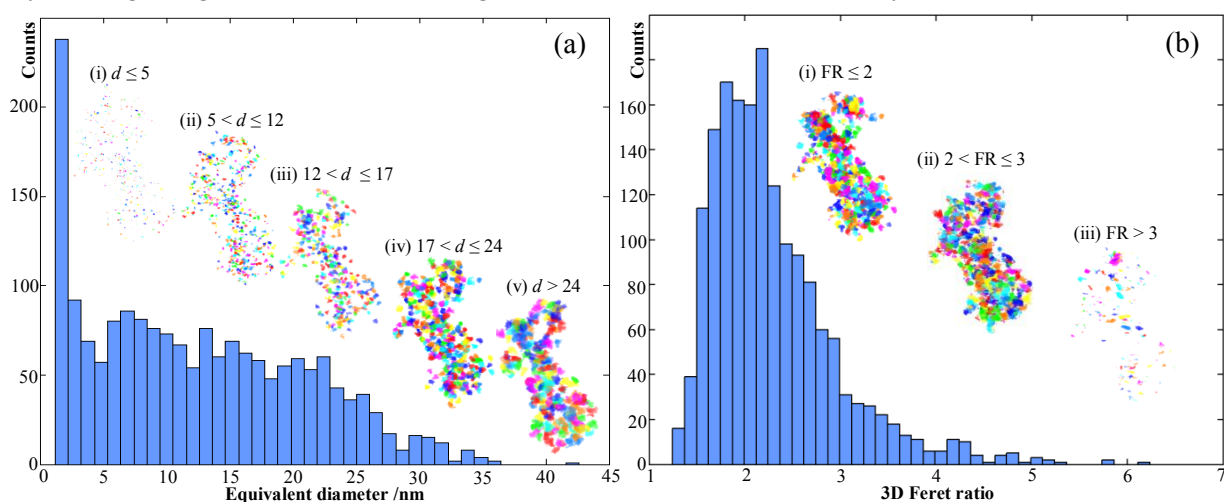 Counts
200
150
100
50
0
(a)
(i) d ≤ 5
(ii) 5 < d ≤ 12
(iii) 12 < d ≤ 17
(iv) 17 < d ≤ 24
(v) d > 24
0 5 10 15 20 25 30 35 40 45
Equivalent diameter /nm
Counts
160
140
120
100
80
60
40
20
0
(b)
(i) FR ≤ 2
(ii) 2 < FR ≤ 3
(iii) FR > 3
1 2 3 4 5 6 7
3D Feret ratio